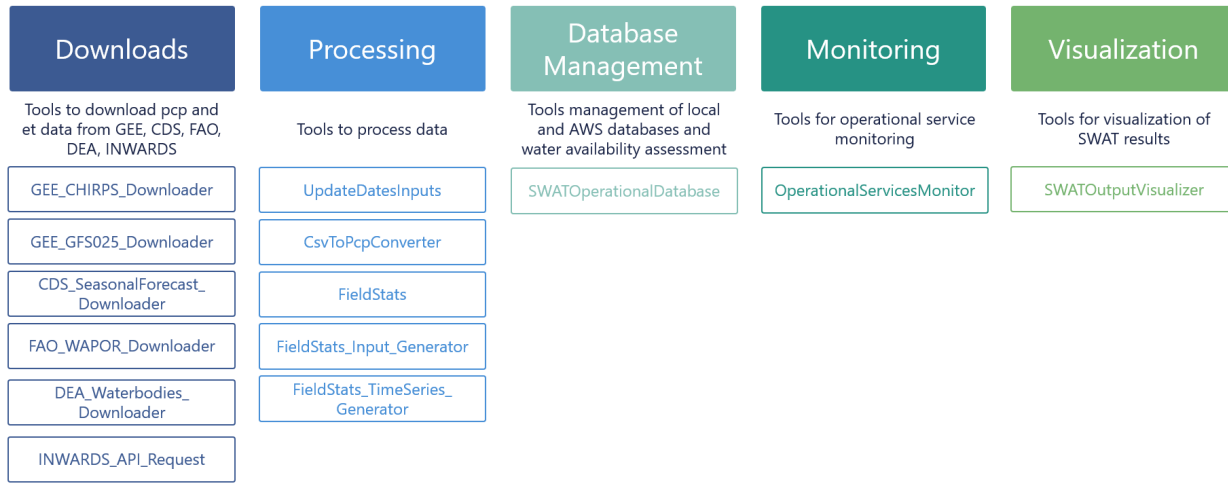 Downloads
Tools to download pcp and
et data from GEE, CDS, FAO,
DEA, INWARDS
GEE_CHIRPS_Downloader
GEE_GFS025_Downloader
CDS_SeasonalForecast_
Downloader
FAO_WAPOR_Downloader
DEA_Waterbodies_
Downloader
INWARDS_API_Request
Processing
Tools to process data
UpdateDatesInputs
CsvToPcpConverter
FieldStats
FieldStats_Input_Generator
FieldStats_TimeSeries_
Generator
Database
Management
Tools management of local
and AWS databases and
water availability assessment
SWATOperationalDatabase
Monitoring
Tools for operational service
monitoring
OperationalServicesMonitor
Visualization
Tools for visualization of
SWAT results
SWATOutputVisualizer